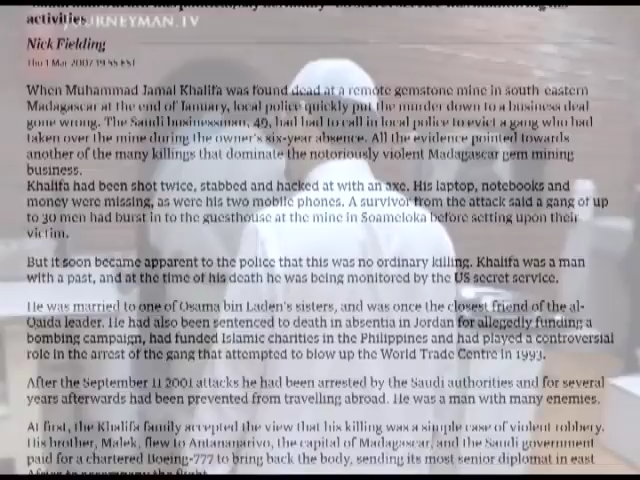 activities
JOURNEYMAN.TV
Nick Fielding
Thu 1 Mar 2007 19.55 EST
When Muhammad Jamal Khalifa was found dead at a remote gemstone mine in south-eastern
Madagascar at the end of January, local police quickly put the murder down to a business deal
gone wrong. The Saudi businessman, 49, had had to call in local police to evict a gang who had
taken over the mine during the owner's six-year absence. All the evidence pointed towards
another of the many killings that dominate the notoriously violent Madagascar gem mining
business.
Khalifa had been shot twice, stabbed and hacked at with an axe. His laptop, notebooks and
money were missing, as were his two mobile phones. A survivor from the attack said a gang of up
to 30 men had burst in to the guesthouse at the mine in Soameloka before setting upon their
victim.
But it soon became apparent to the police that this was no ordinary killing. Khalifa was a man
with a past, and at the time of his death he was being monitored by the US secret service.
He was married to one of Osama bin Laden's sisters, and was once the closest friend of the al-
Qaida leader. He had also been sentenced to death in absentia in Jordan for allegedly funding a
bombing campaign, had funded Islamic charities in the Philippines and had played a controversial
role in the arrest of the gang that attempted to blow up the World Trade Centre in 1993.
After the September 11 2001 attacks he had been arrested by the Saudi authorities and for several
years afterwards had been prevented from travelling abroad. He was a man with many enemies.
At first, the Khalifa family accepted the view that his killing was a simple case of violent robbery.
His brother, Malek, flew to Antananarivo, the capital of Madagascar, and the Saudi government
paid for a chartered Boeing-777 to bring back the body, sending its most senior diplomat in east
Africa to accompany the flight.